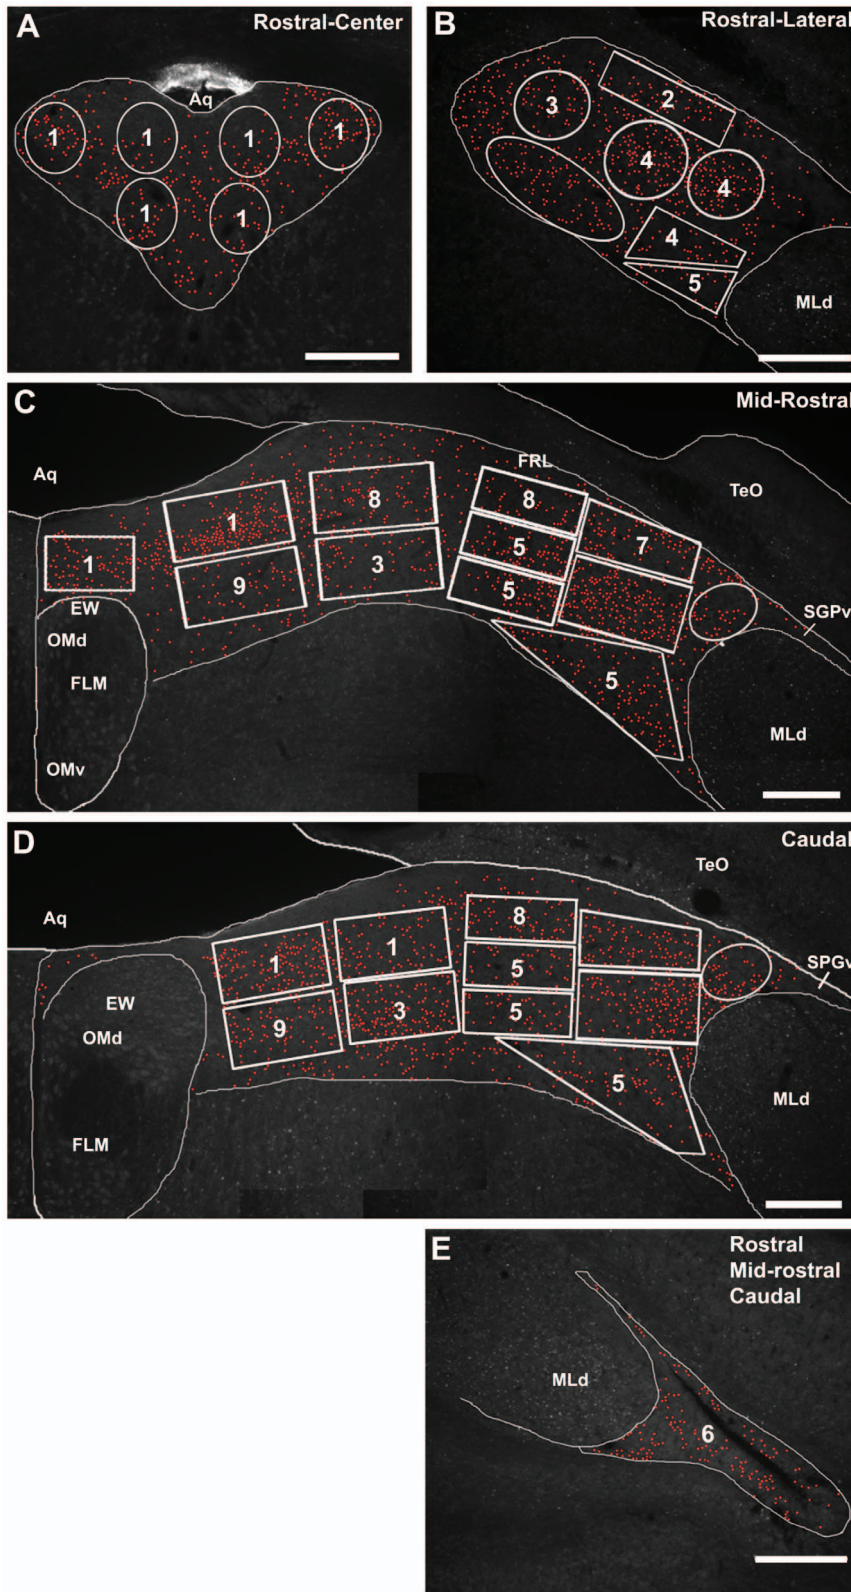 A
Rostral-Center
Aq
1
1
1
1
1
1
B
Rostral-Lateral
2
3
4
4
4
5
MLd
C
Mid-Rostral
Aq
FRL
TeO
8
8
1
7
5
1
9
3
5
SGPv
EW
OMd
5
FLM
MLd
OMv
D
Caudal
TeO
Aq
8
1
1
SPGv
5
EW
9
3
5
OMd
5
MLd
FLM
E
Rostral
Mid-rostral
Caudal
MLd
6